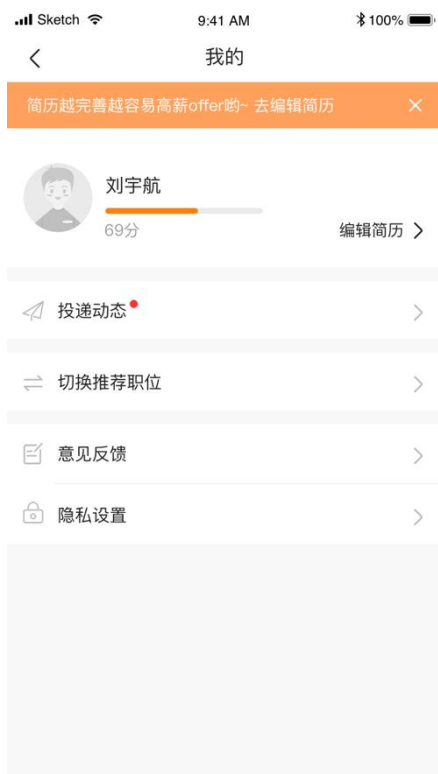 Sketch
9:41 AM
100%
我的
简历越完善越容易高薪offer哟~ 去编辑简历
刘宇航
69分
编辑简历
投递动态
切换推荐职位
意见反馈
隐私设置